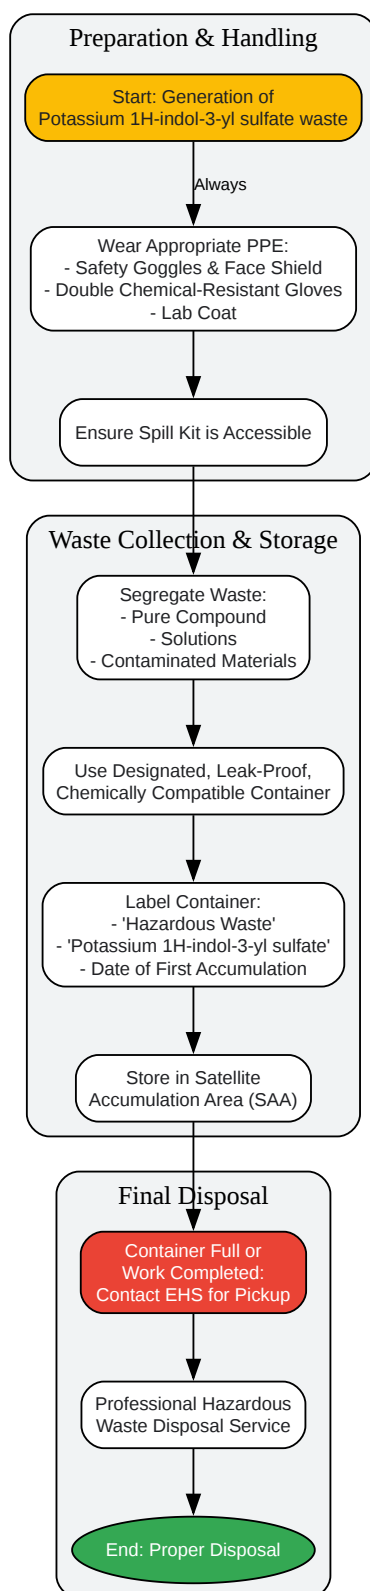 Preparation & Handling
Start: Generation of
Potassium 1H-indol-3-yl sulfate waste
Always
Wear Appropriate PPE:
- Safety Goggles & Face Shield
- Double Chemical-Resistant Gloves
- Lab Coat
Ensure Spill Kit is Accessible
Waste Collection & Storage
Segregate Waste:
- Pure Compound
- Solutions
- Contaminated Materials
Use Designated, Leak-Proof,
Chemically Compatible Container
Label Container:
- 'Hazardous Waste'
- 'Potassium 1H-indol-3-yl sulfate'
- Date of First Accumulation
Store in Satellite
Accumulation Area (SAA)
Final Disposal
Container Full or
Work Completed:
Contact EHS for Pickup
Professional Hazardous
Waste Disposal Service
End: Proper Disposal